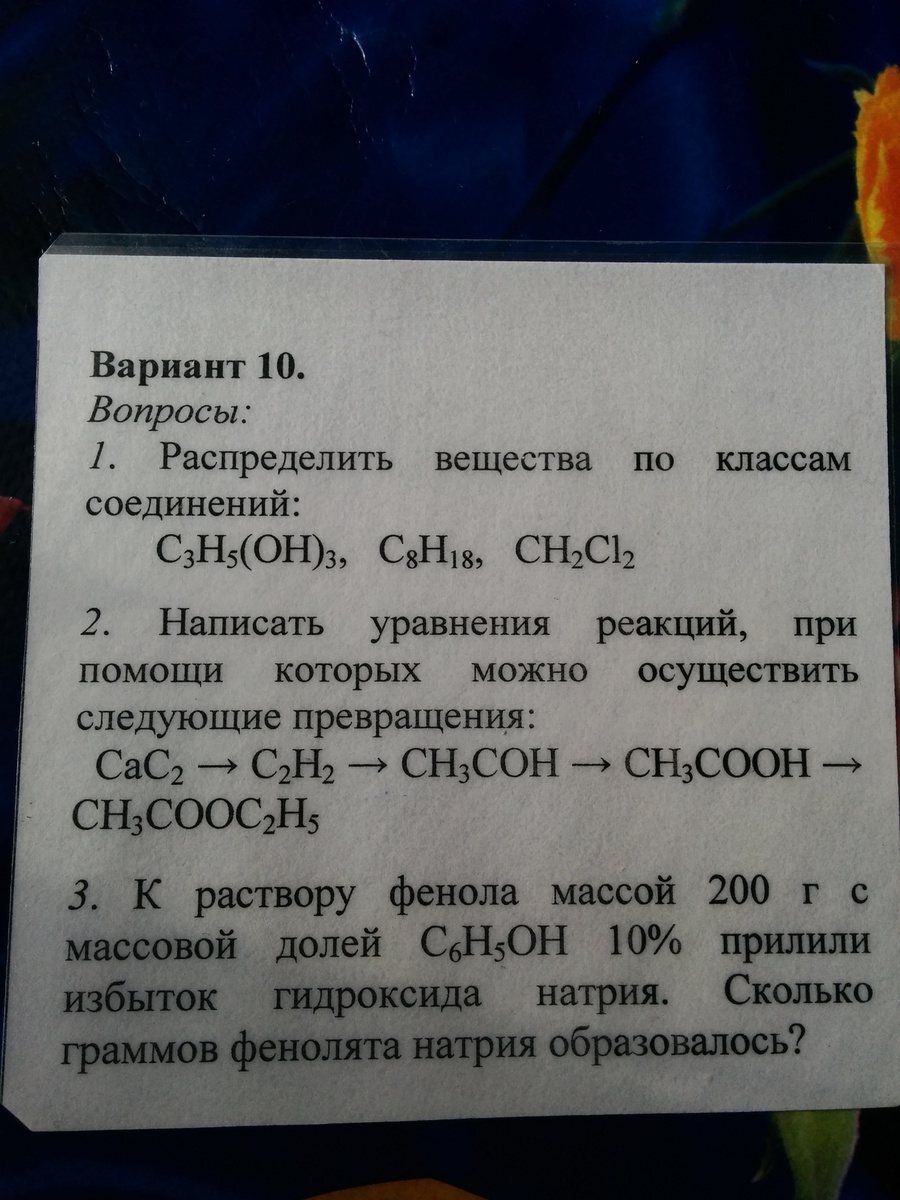 Вариант 10.
Вопросы:
1. Распределить вещества по классам
соединений:
C₃H₅(OH)₃, C₈H₁₈, CH₂Cl₂
2. Написать уравнения реакций, при
помощи которых можно осуществить
следующие превращения:
CaC₂ → C₂H₂ → CH₃COH → CH₃COOH →
CH₃COOC₂H₅
3. К раствору фенола массой 200 г с
массовой долей C₆H₅OH 10% прилили
избыток гидроксида натрия. Сколько
граммов фенолята натрия образовалось?